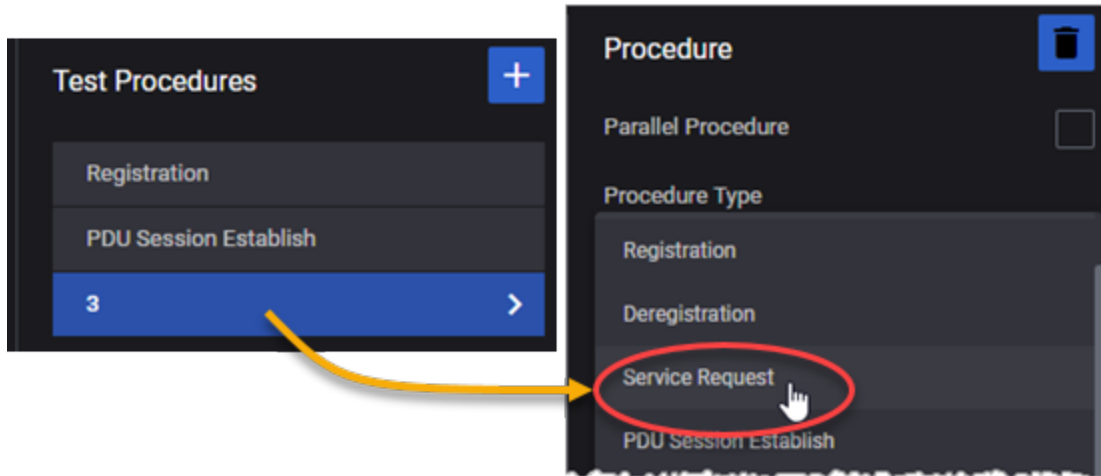 Test Procedures
+
Registration
PDU Session Establish
3
Procedure
Parallel Procedure
Procedure Type
Registration
Deregistration
Service Request
PDU Session Establish